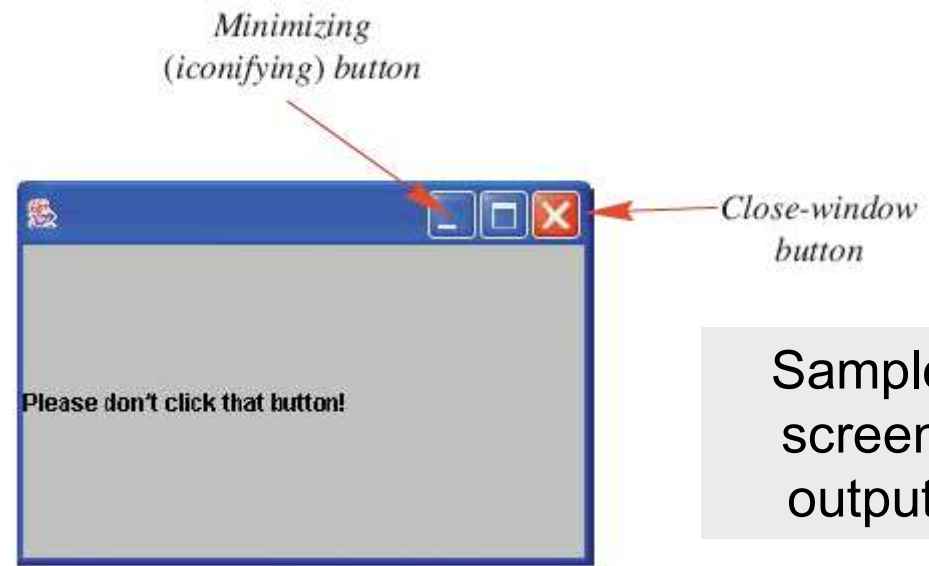 Minimizing
(iconifying) button
Close-window
button
Please don't click that button!
Sample
screen
output